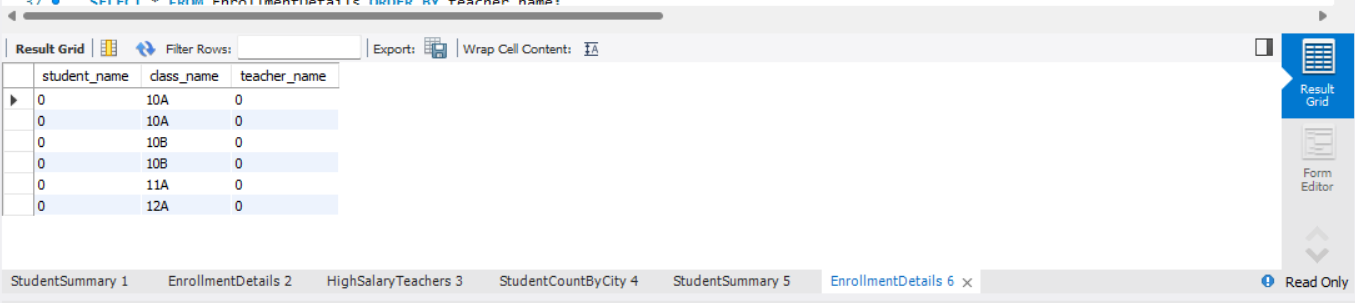 37 SELECT * FROM EnrollmentDetails ORDER BY teacher_name;
Result Grid Filter Rows: Export: Wrap Cell Content: IA
student_name class_name teacher_name
0 10A 0
0 10A 0
0 10B 0
0 10B 0
0 11A 0
0 12A 0
Result
Grid
Form
Editor
StudentSummary 1 EnrollmentDetails 2 HighSalaryTeachers 3 StudentCountByCity 4 StudentSummary 5 EnrollmentDetails 6 × Read Only